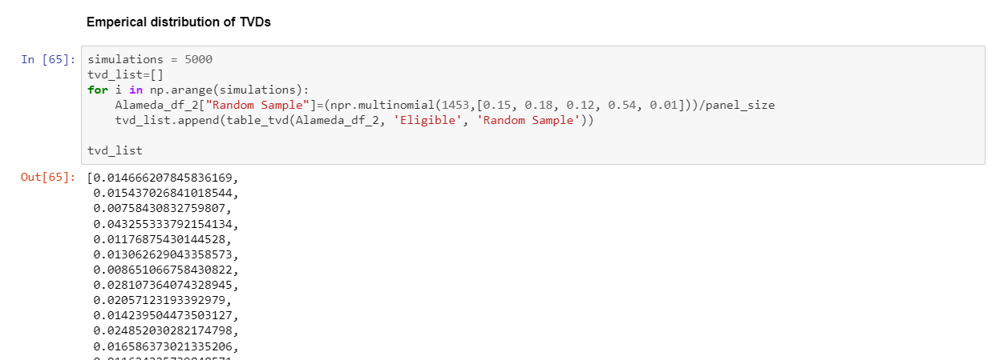 Emperical distribution of TVDs
In [65]:
simulations = 5000
tvd_list=[]
for i in np.arange(simulations):
    Alameda_df_2["Random Sample"]=(npr.multinomial(1453,[0.15, 0.18, 0.12, 0.54, 0.01]))/panel_size
    tvd_list.append(table_tvd(Alameda_df_2, 'Eligible', 'Random Sample'))
tvd_list
Out[65]:
[0.014666207845836169,
0.015437026841018544,
0.00758430832759807,
0.043255333792154134,
0.01176875430144528,
0.013062629043358573,
0.008651066758430822,
0.028107364074328945,
0.02057123193392979,
0.014239504473503127,
0.024852030282174798,
0.016586373021335206,